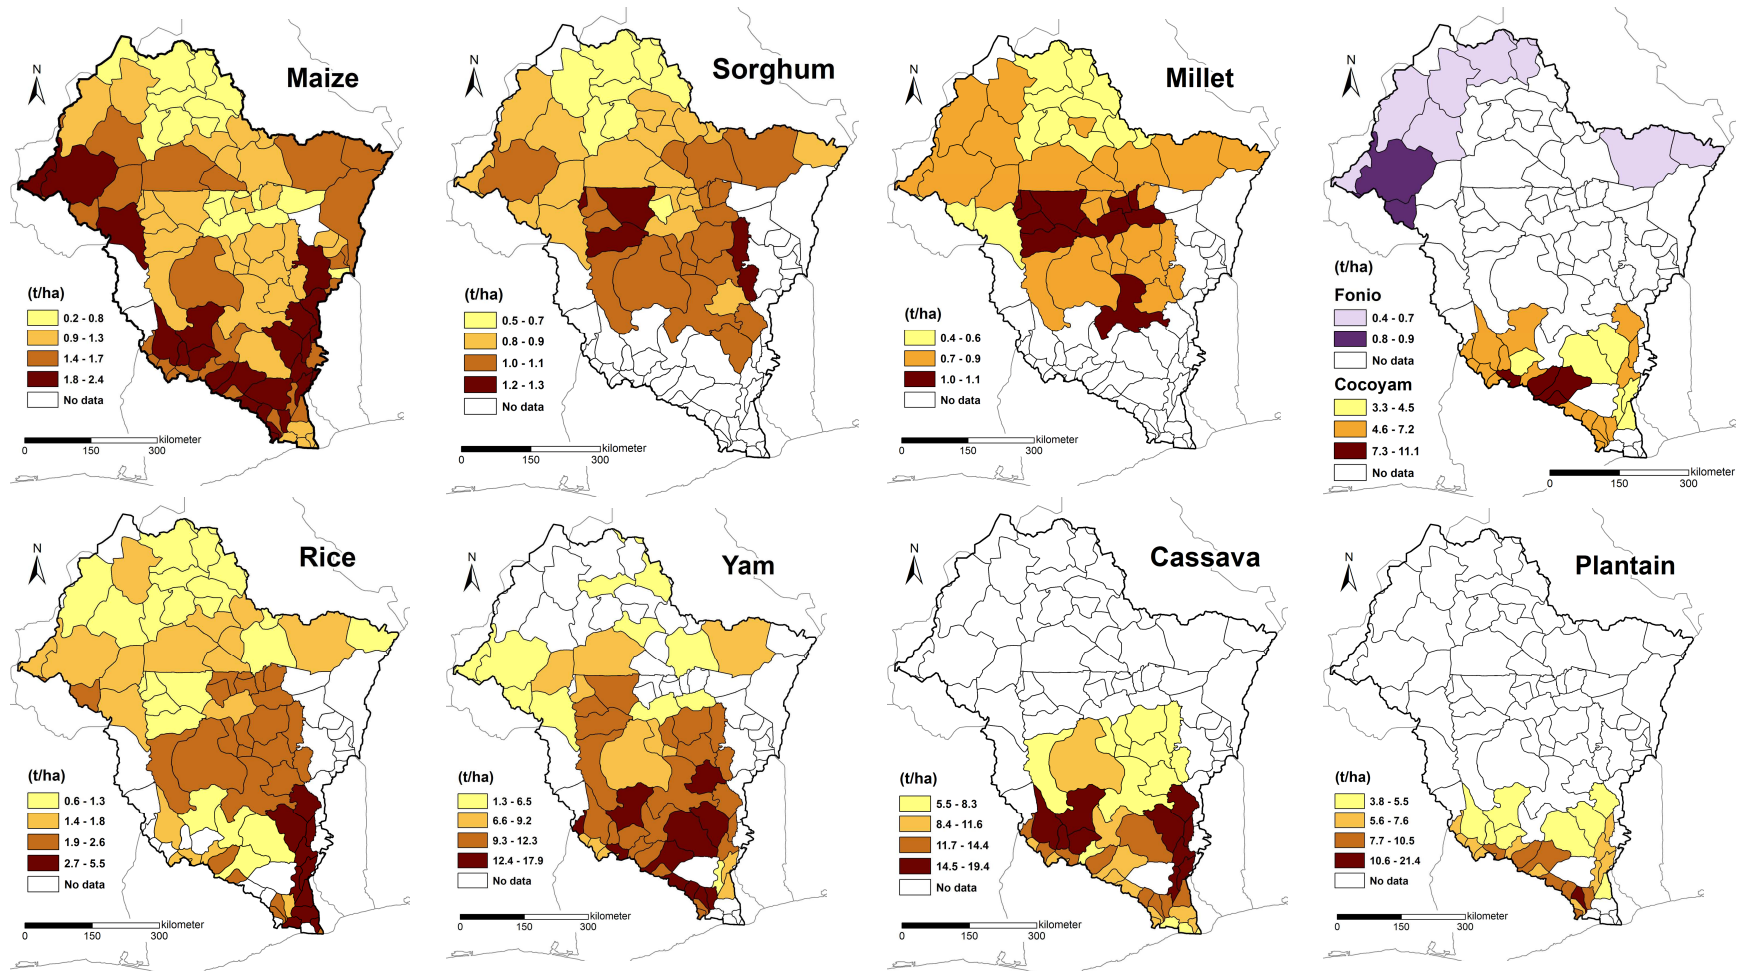 Maize
N
(t/ha)
0.2 - 0.8
0.9 - 1.3
1.4 - 1.7
1.8 - 2.4
No data
kilometer
0 150 300
Sorghum
N
(t/ha)
0.5 - 0.7
0.8 - 0.9
1.0 - 1.1
1.2 - 1.3
No data
kilometer
0 150 300
Millet
N
(t/ha)
0.4 - 0.6
0.7 - 0.9
1.0 - 1.1
No data
kilometer
0 150 300
N
(t/ha)
Fonio
0.4 - 0.7
0.8 - 0.9
No data
Cocoyam
3.3 - 4.5
4.6 - 7.2
7.3 - 11.1
No data
kilometer
0 150 300
Rice
N
(t/ha)
0.6 - 1.3
1.4 - 1.8
1.9 - 2.6
2.7 - 5.5
No data
kilometer
0 150 300
Yam
N
(t/ha)
1.3 - 6.5
6.6 - 9.2
9.3 - 12.3
12.4 - 17.9
No data
kilometer
0 150 300
Cassava
N
(t/ha)
5.5 - 8.3
8.4 - 11.6
11.7 - 14.4
14.5 - 19.4
No data
kilometer
0 150 300
Plantain
N
(t/ha)
3.8 - 5.5
5.6 - 7.6
7.7 - 10.5
10.6 - 21.4
No data
kilometer
0 150 300